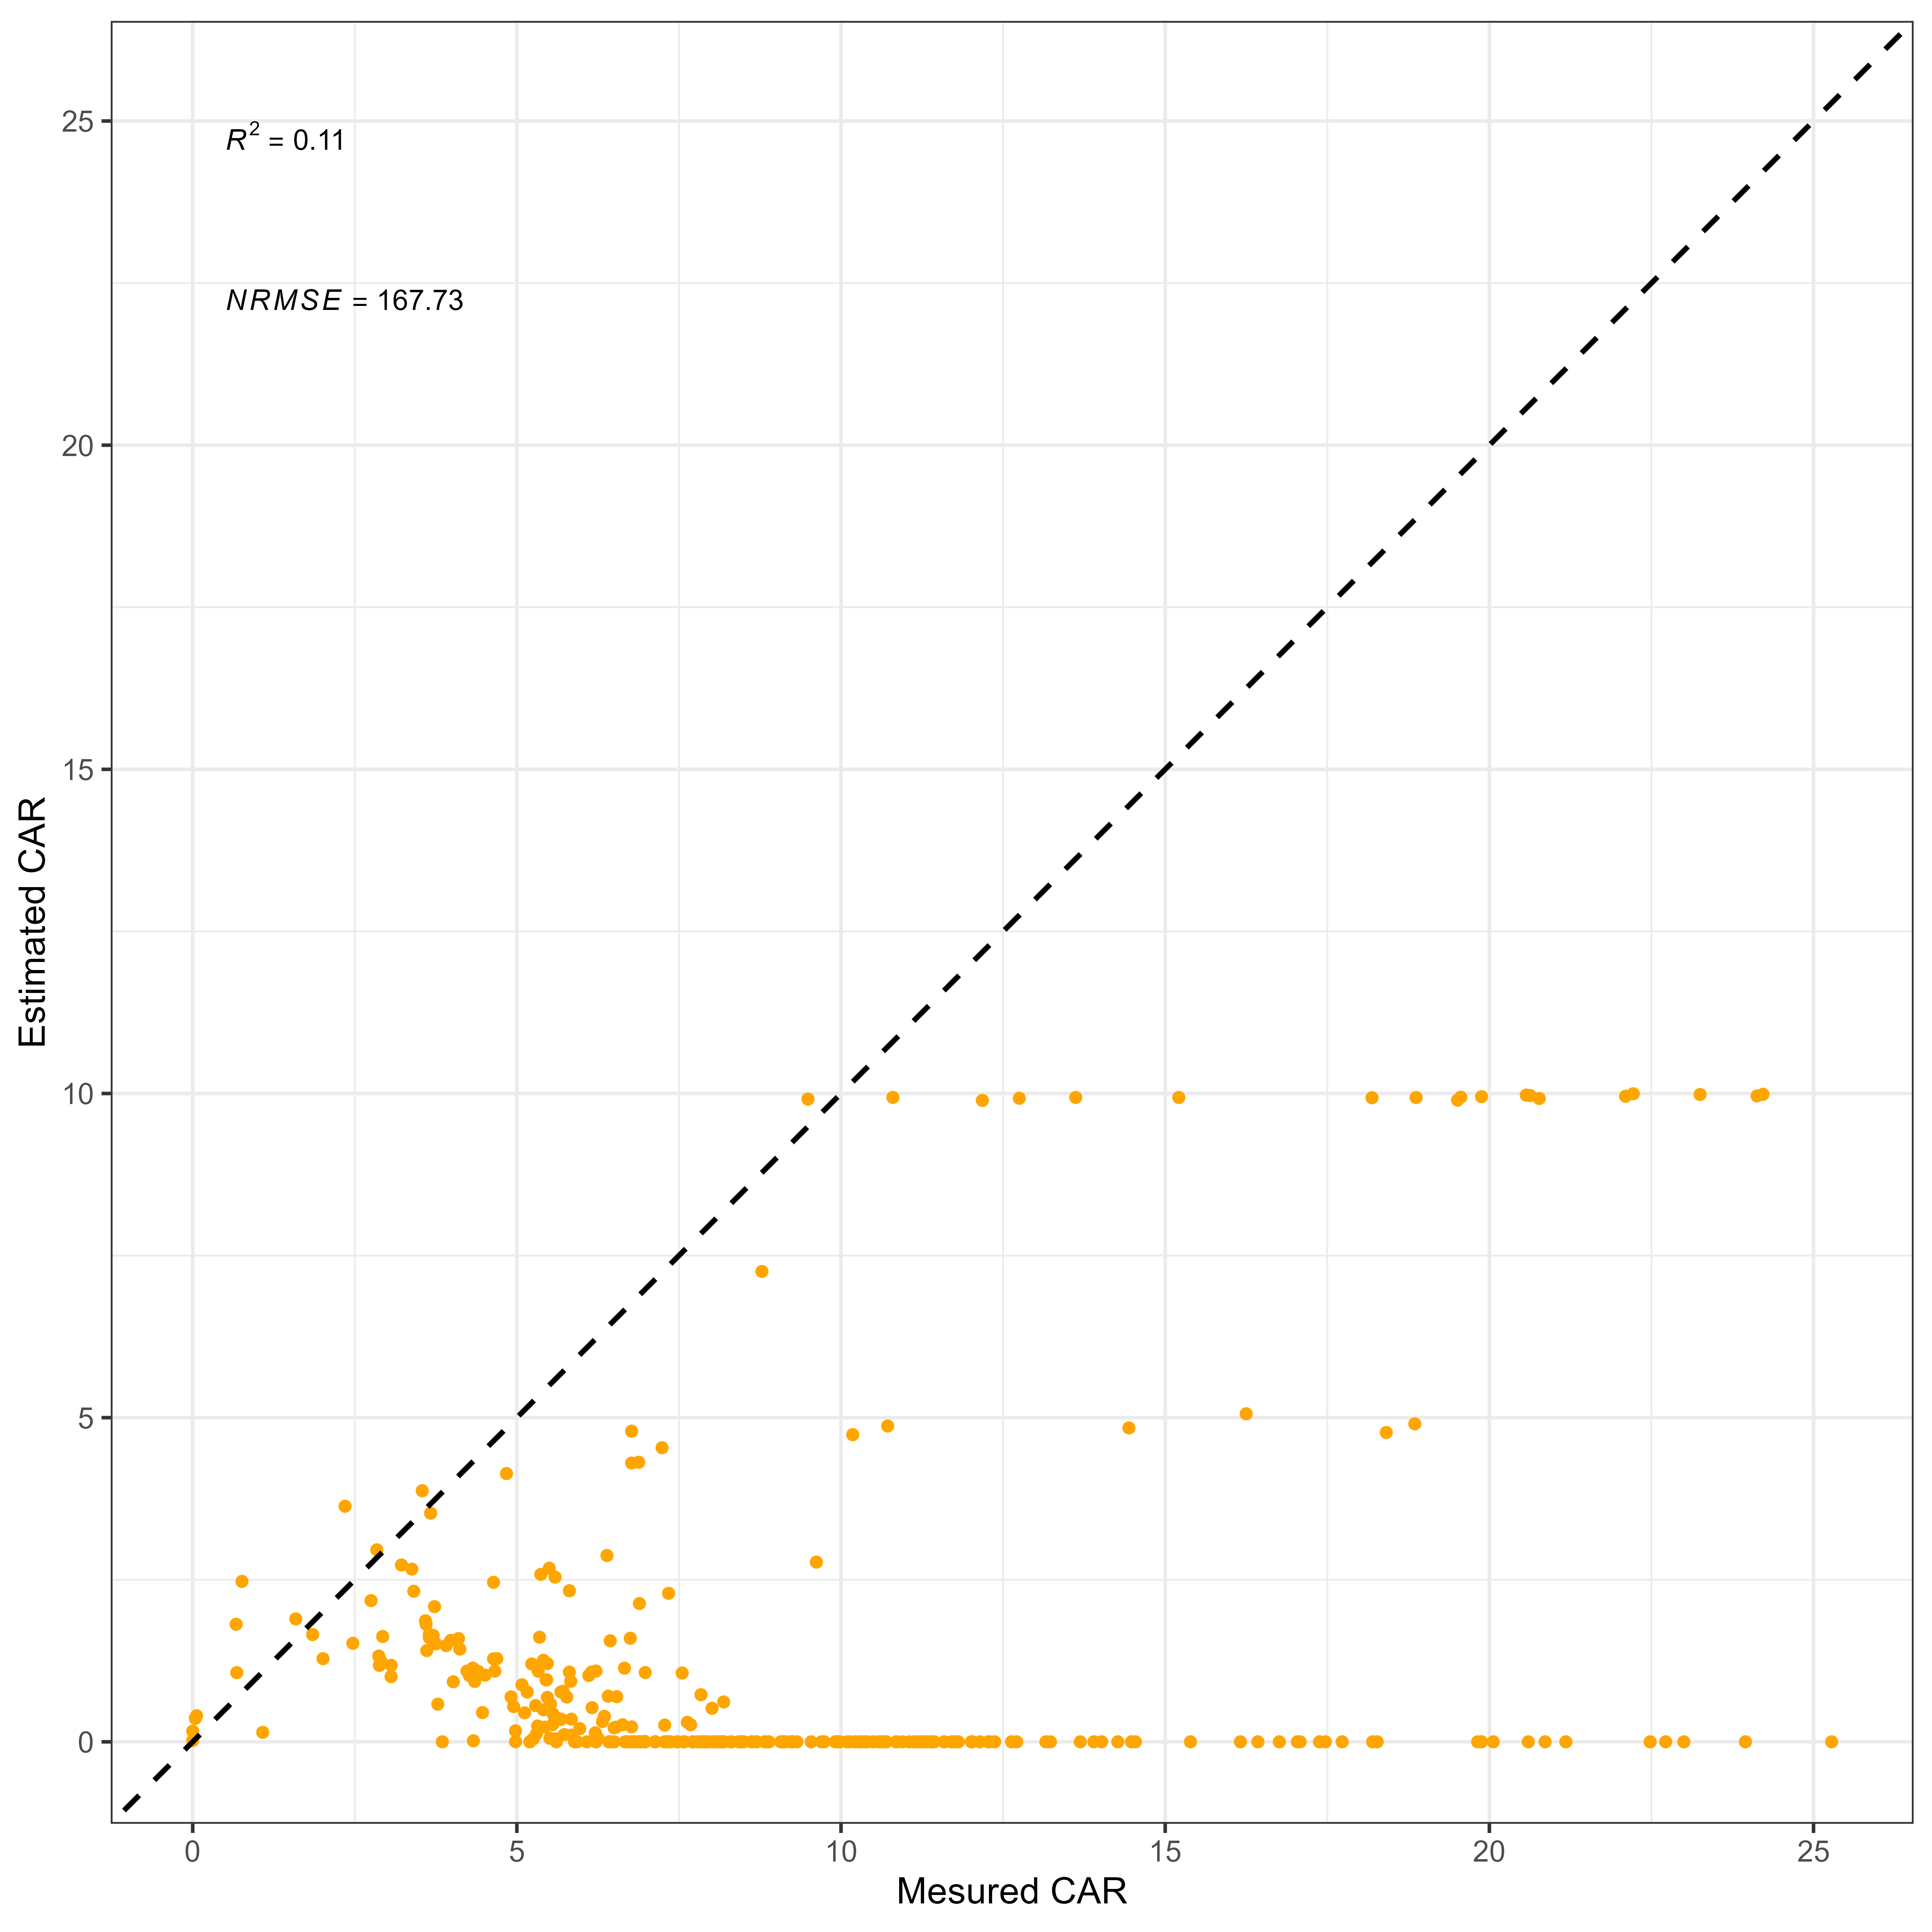 25
R² = 0.11
NRMSE = 167.73
20
15
Estimated CAR
10
5
0
0 5 10 15 20 25
Mesured CAR